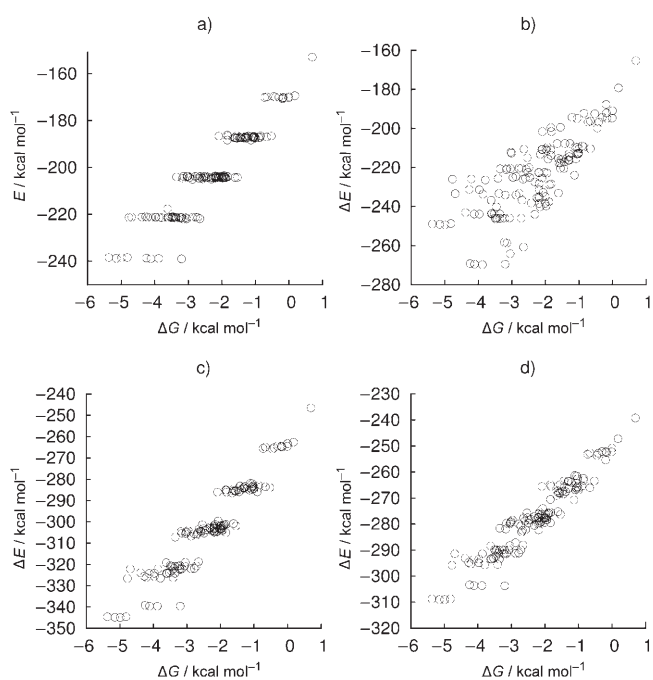 a)
−160
−180
−200
−220
−240
E / kcal mol−1
−6 −5 −4 −3 −2 −1 0 1
ΔG / kcal mol−1
b)
−160
−180
−200
−220
−240
−260
−280
ΔE / kcal mol−1
−6 −5 −4 −3 −2 −1 0 1
ΔG / kcal mol−1
c)
−240
−250
−260
−270
−280
−290
−300
−310
−320
−330
−340
−350
ΔE / kcal mol−1
−6 −5 −4 −3 −2 −1 0 1
ΔG / kcal mol−1
d)
−230
−240
−250
−260
−270
−280
−290
−300
−310
−320
ΔE / kcal mol−1
−6 −5 −4 −3 −2 −1 0 1
ΔG / kcal mol−1